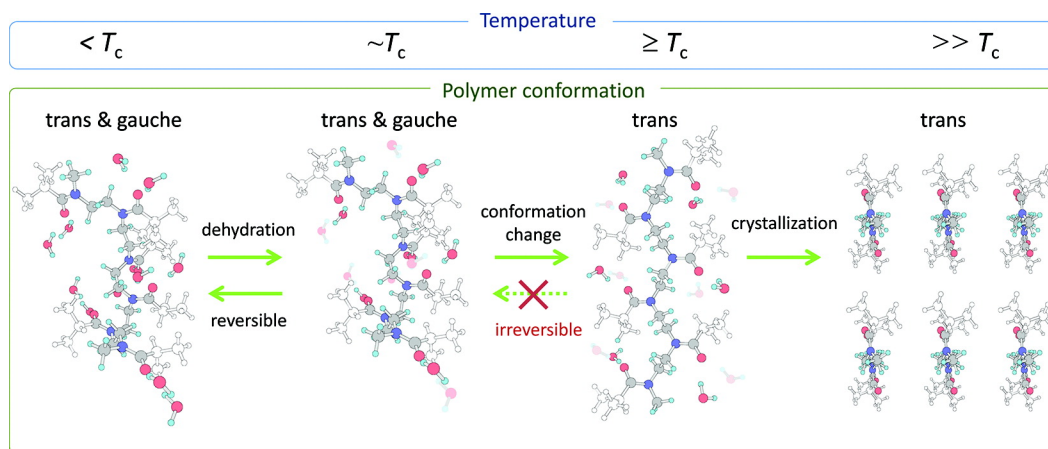 Temperature
< Tc
~Tc
≥ Tc
>> Tc
Polymer conformation
trans & gauche
trans & gauche
trans
trans
dehydration
reversible
conformation
change
irreversible
crystallization